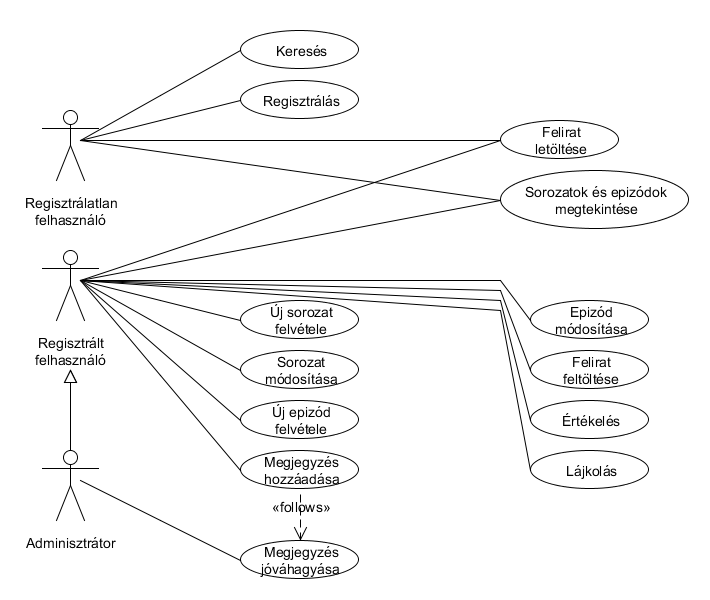 Keresés
Regisztrálás
Felirat
letöltése
Sorozatok és epizódok
megtekintése
Regisztrálatlan
felhasználó
Regisztrált
felhasználó
Új sorozat
felvétele
Epizód
módosítása
Sorozat
módosítása
Felirat
feltöltése
Új epizód
felvétele
Értékelés
Megjegyzés
hozzáadása
Lájkolás
«follows»
Adminisztrátor
Megjegyzés
jóváhagyása